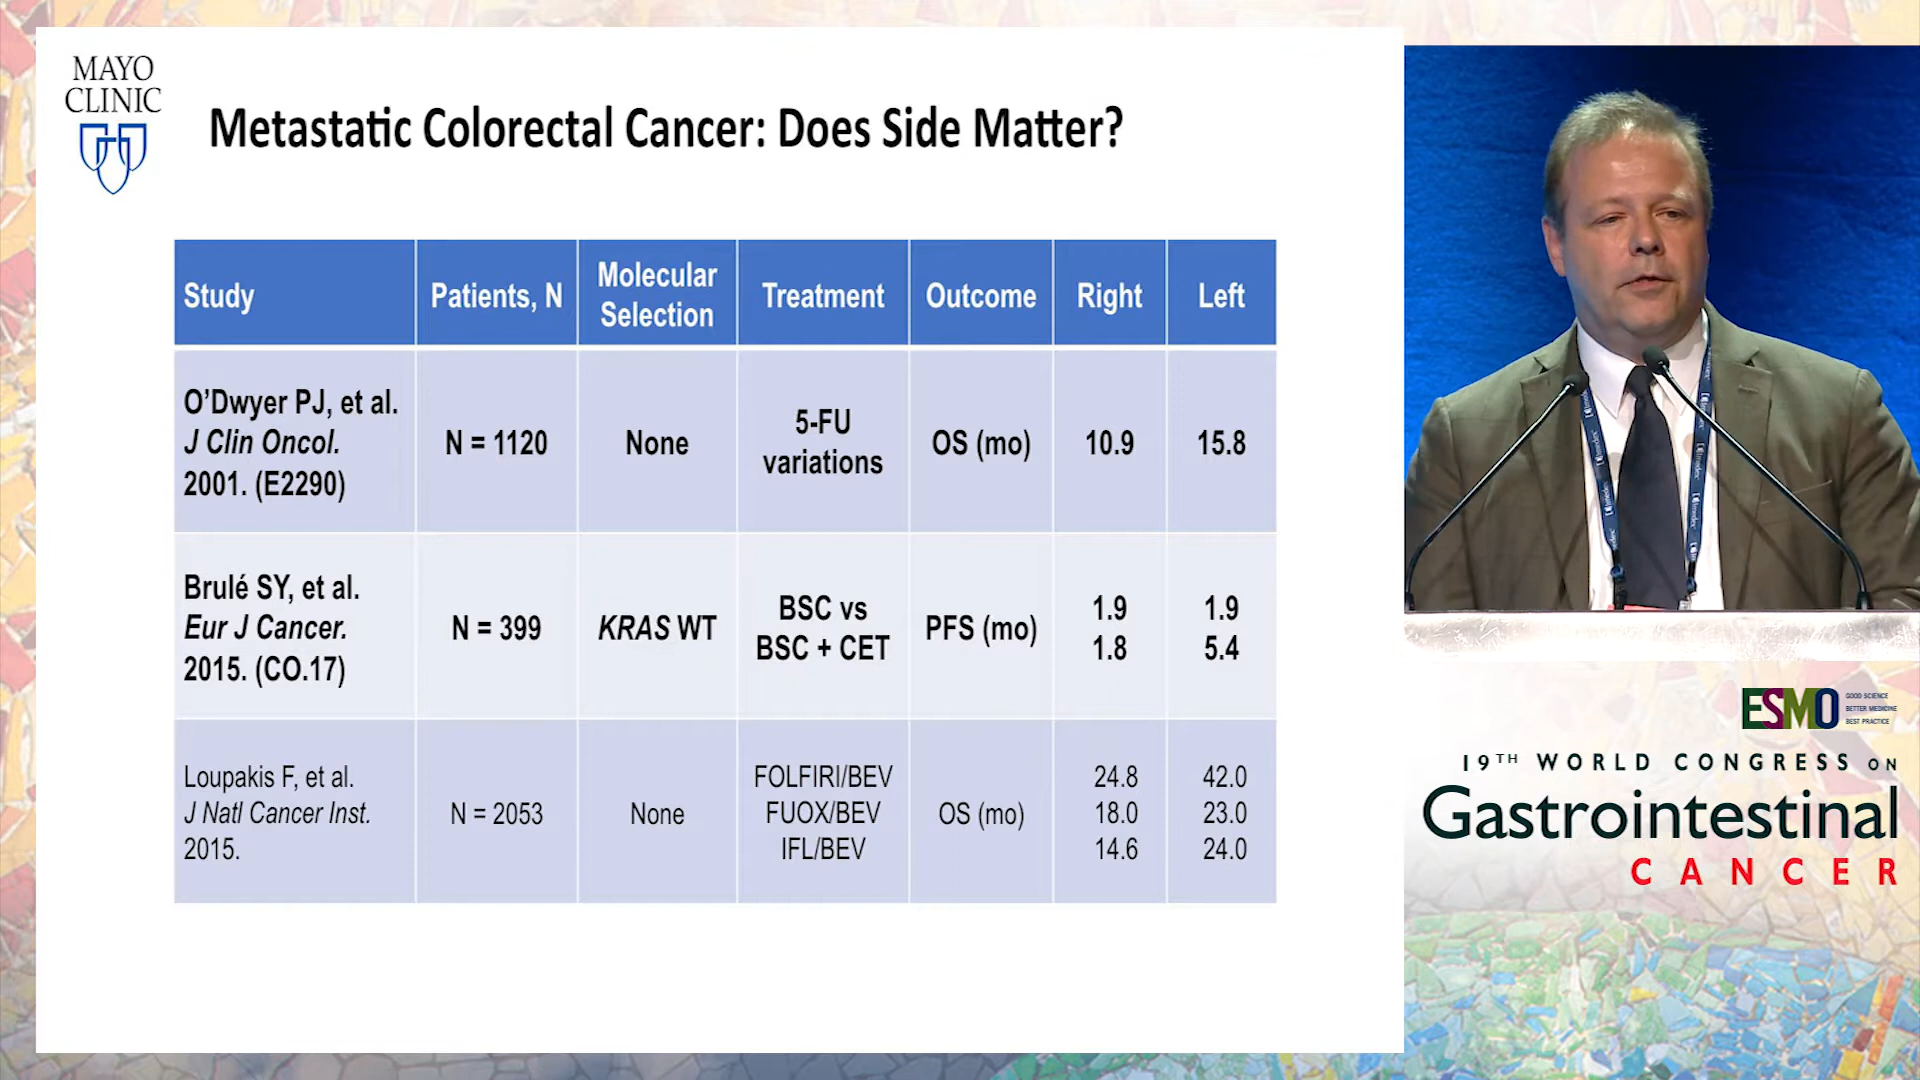 MAYO
CLINIC
Metastatic Colorectal Cancer: Does Side Matter?
Study
Patients, N
Molecular
Selection
Treatment
Outcome
Right
Left
O’Dwyer PJ, et al.
J Clin Oncol.
2001. (E2290)
N = 1120
None
5-FU
variations
OS (mo)
10.9
15.8
Brulé SY, et al.
Eur J Cancer.
2015. (CO.17)
N = 399
KRAS WT
BSC vs
BSC + CET
PFS (mo)
1.9
1.8
1.9
5.4
Loupakis F, et al.
J Natl Cancer Inst.
2015.
N = 2053
None
FOLFIRI/BEV
FUOX/BEV
IFL/BEV
OS (mo)
24.8
18.0
14.6
42.0
23.0
24.0
ESMO
GOOD SCIENCE
BETTER MEDICINE
BEST PRACTICE
19TH WORLD CONGRESS ON
Gastrointestinal
CANCER